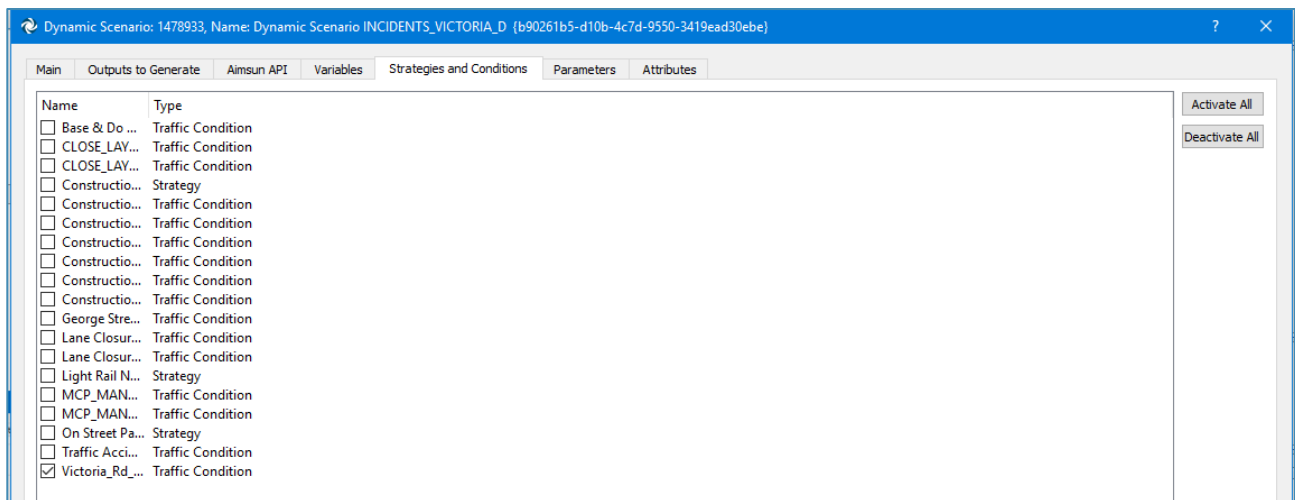 Dynamic Scenario: 1478933, Name: Dynamic Scenario INCIDENTS_VICTORIA_D {b90261b5-d10b-4c7d-9550-3419ead30ebe} ? ×
Main Outputs to Generate Aimsun API Variables Strategies and Conditions Parameters Attributes
Name Type Activate All
Base & Do ... Traffic Condition
CLOSE_LAY... Traffic Condition Deactivate All
CLOSE_LAY... Traffic Condition
Constructio... Strategy
Constructio... Traffic Condition
Constructio... Traffic Condition
Constructio... Traffic Condition
Constructio... Traffic Condition
Constructio... Traffic Condition
Constructio... Traffic Condition
George Stre... Traffic Condition
Lane Closur... Traffic Condition
Lane Closur... Traffic Condition
Light Rail N... Strategy
MCP_MAN... Traffic Condition
MCP_MAN... Traffic Condition
On Street Pa... Strategy
Traffic Acci... Traffic Condition
Victoria_Rd_... Traffic Condition